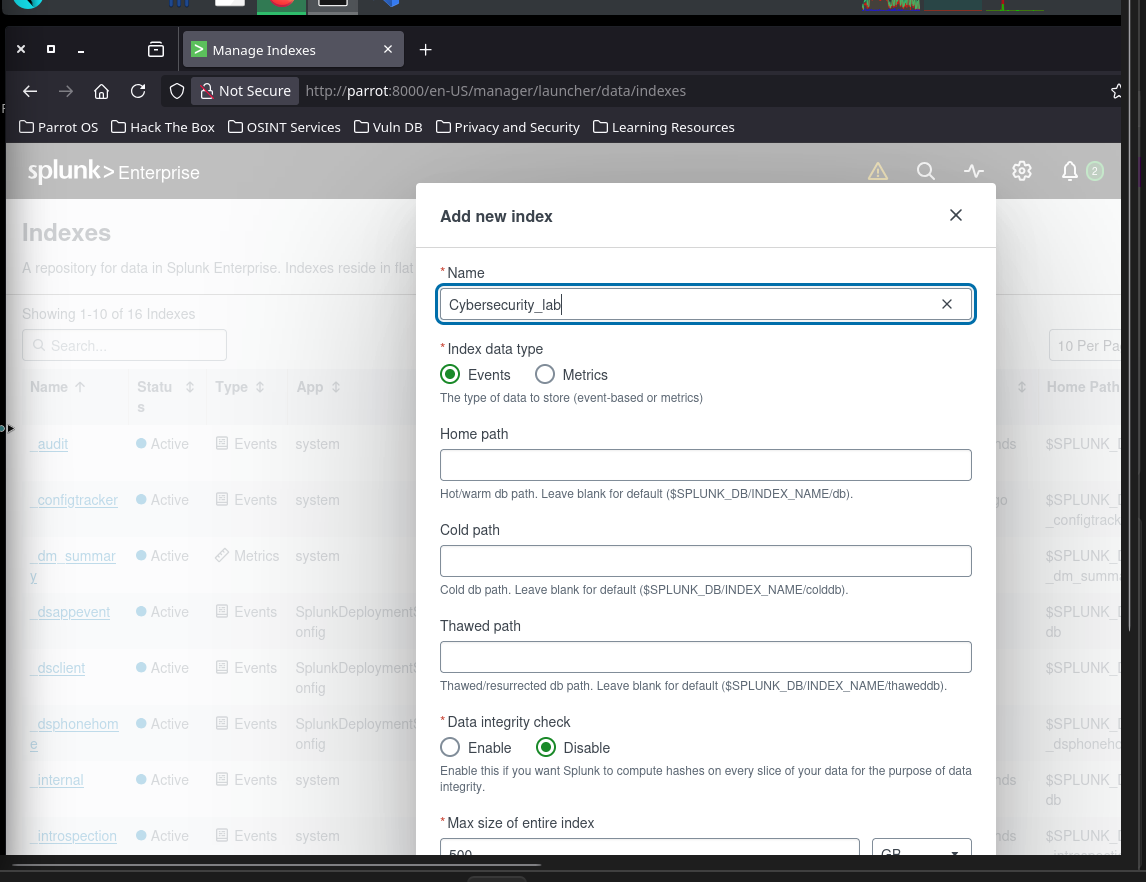 Manage Indexes
Not Secure
http://parrot:8000/en-US/manager/launcher/data/indexes
Parrot OS Hack The Box OSINT Services Vuln DB Privacy and Security Learning Resources
splunk> Enterprise
2
Indexes
A repository for data in Splunk Enterprise. Indexes reside in flat
Showing 1-10 of 16 Indexes
Search...
10 Per Pa
Name Status Type App Home Path
_audit Active Events system
_configtracker Active Events system $SPLUNK_D
_configtrack
_dm_summary Active Metrics system $SPLUNK_D
_dm_summa
_dsappevent Active Events SplunkDeploymentS
onfig
$SPLUNK_D
db
_dsclient Active Events SplunkDeploymentS
onfig
$SPLUNK_D
_dsphonehome Active Events SplunkDeploymentS
onfig
$SPLUNK_D
_dsphoneho
_internal Active Events system $SPLUNK_D
db
_introspection Active Events system $SPLUNK_D
Add new index
*Name
Cybersecurity_lab
*Index data type
Events Metrics
The type of data to store (event-based or metrics)
Home path
Hot/warm db path. Leave blank for default ($SPLUNK_DB/INDEX_NAME/db).
Cold path
Cold db path. Leave blank for default ($SPLUNK_DB/INDEX_NAME/colddb).
Thawed path
Thawed/resurrected db path. Leave blank for default ($SPLUNK_DB/INDEX_NAME/thaweddb).
*Data integrity check
Enable Disable
Enable this if you want Splunk to compute hashes on every slice of your data for the purpose of data
integrity.
*Max size of entire index
500 GB